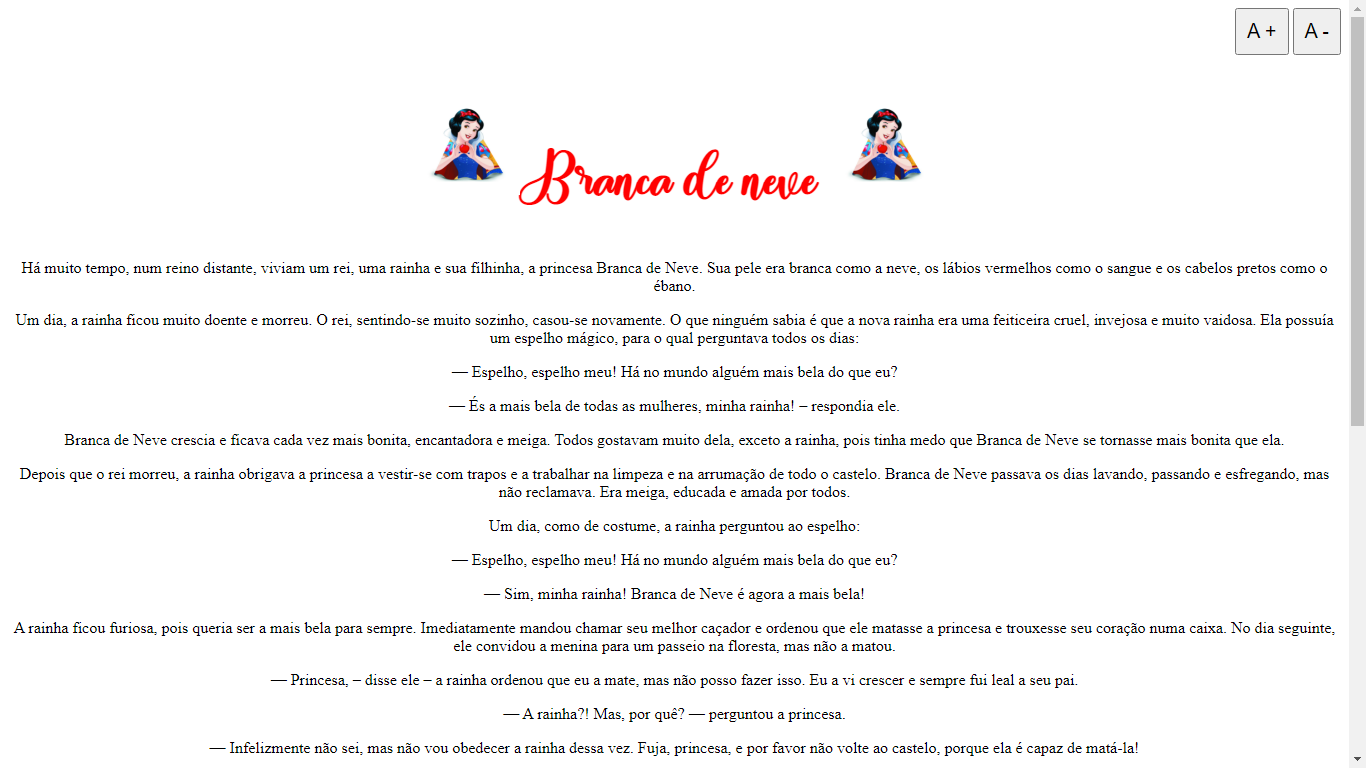 A + A -
Branca de neve
Há muito tempo, num reino distante, viviam um rei, uma rainha e sua filhinha, a princesa Branca de Neve. Sua pele era branca como a neve, os lábios vermelhos como o sangue e os cabelos pretos como o
ébano.
Um dia, a rainha ficou muito doente e morreu. O rei, sentindo-se muito sozinho, casou-se novamente. O que ninguém sabia é que a nova rainha era uma feiticeira cruel, invejosa e muito vaidosa. Ela possuía
um espelho mágico, para o qual perguntava todos os dias:
— Espelho, espelho meu! Há no mundo alguém mais bela do que eu?
— És a mais bela de todas as mulheres, minha rainha! – respondia ele.
Branca de Neve crescia e ficava cada vez mais bonita, encantadora e meiga. Todos gostavam muito dela, exceto a rainha, pois tinha medo que Branca de Neve se tornasse mais bonita que ela.
Depois que o rei morreu, a rainha obrigava a princesa a vestir-se com trapos e a trabalhar na limpeza e na arrumação de todo o castelo. Branca de Neve passava os dias lavando, passando e esfregando, mas
não reclamava. Era meiga, educada e amada por todos.
Um dia, como de costume, a rainha perguntou ao espelho:
— Espelho, espelho meu! Há no mundo alguém mais bela do que eu?
— Sim, minha rainha! Branca de Neve é agora a mais bela!
A rainha ficou furiosa, pois queria ser a mais bela para sempre. Imediatamente mandou chamar seu melhor caçador e ordenou que ele matasse a princesa e trouxesse seu coração numa caixa. No dia seguinte,
ele convidou a menina para um passeio na floresta, mas não a matou.
— Princesa, – disse ele – a rainha ordenou que eu a mate, mas não posso fazer isso. Eu a vi crescer e sempre fui leal a seu pai.
— A rainha?! Mas, por quê? — perguntou a princesa.
— Infelizmente não sei, mas não vou obedecer a rainha dessa vez. Fuja, princesa, e por favor não volte ao castelo, porque ela é capaz de matá-la!